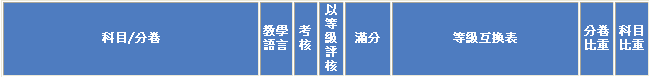 科目/分卷
教學
語言
考
核
以
等
級
評
核
滿分
等級互換表
分卷
比重
科目
比重